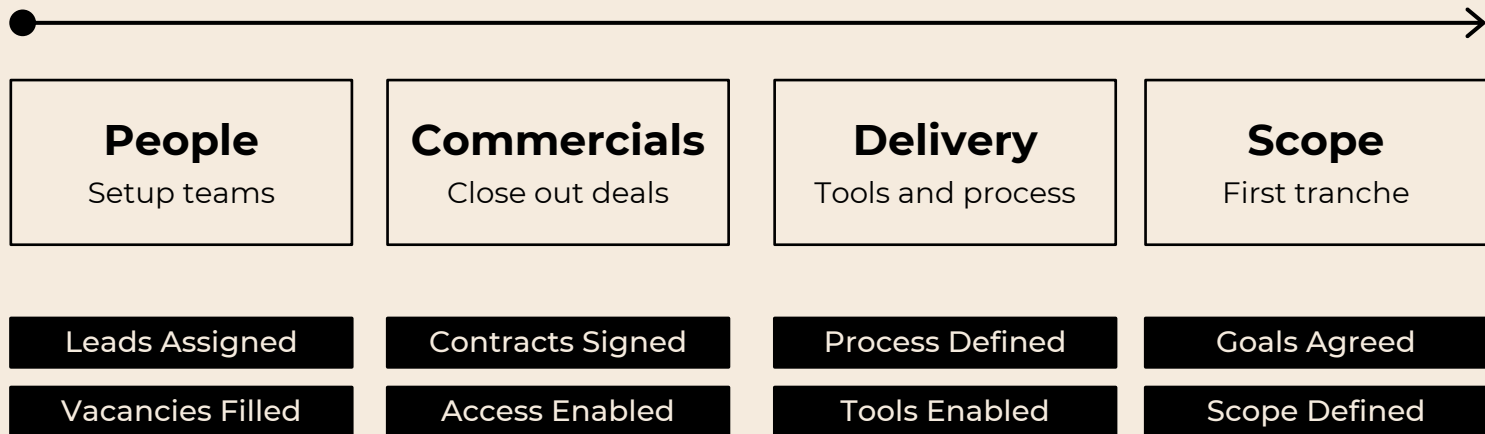 People
Setup teams
Commercials
Close out deals
Delivery
Tools and process
Scope
First tranche
Leads Assigned
Contracts Signed
Process Defined
Goals Agreed
Vacancies Filled
Access Enabled
Tools Enabled
Scope Defined